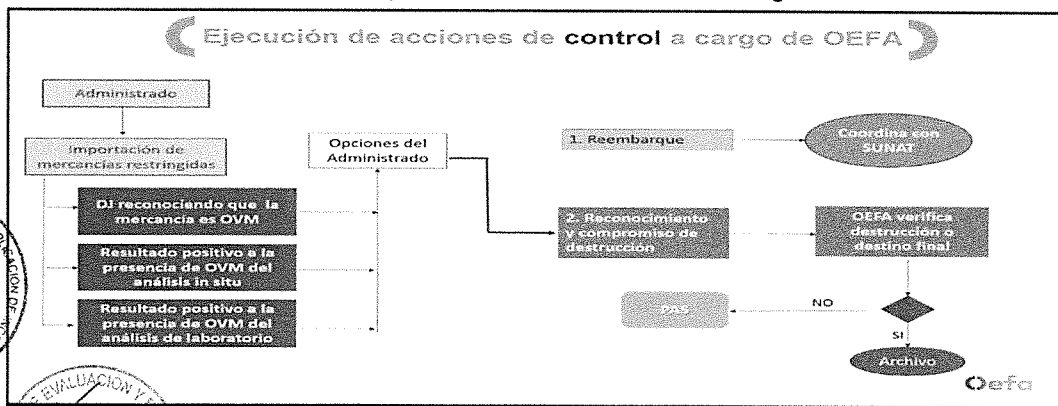 Ejecución de acciones de control a cargo de OEFA
Administrado
Importación de
mercancías restringidas
DJ reconociendo que la
mercancía es OVM
Resultado positivo a la
presencia de OVM del
análisis in situ
Resultado positivo a la
presencia de OVM del
análisis de laboratorio
Opciones del
Administrado
1. Reembarque
Coordina con
SUNAT
2. Reconocimiento
y compromiso de
destrucción
OEFA verifica
destrucción o
destino final
NO
PAS
SI
Archivo
Oefa
EVALUACIÓN Y